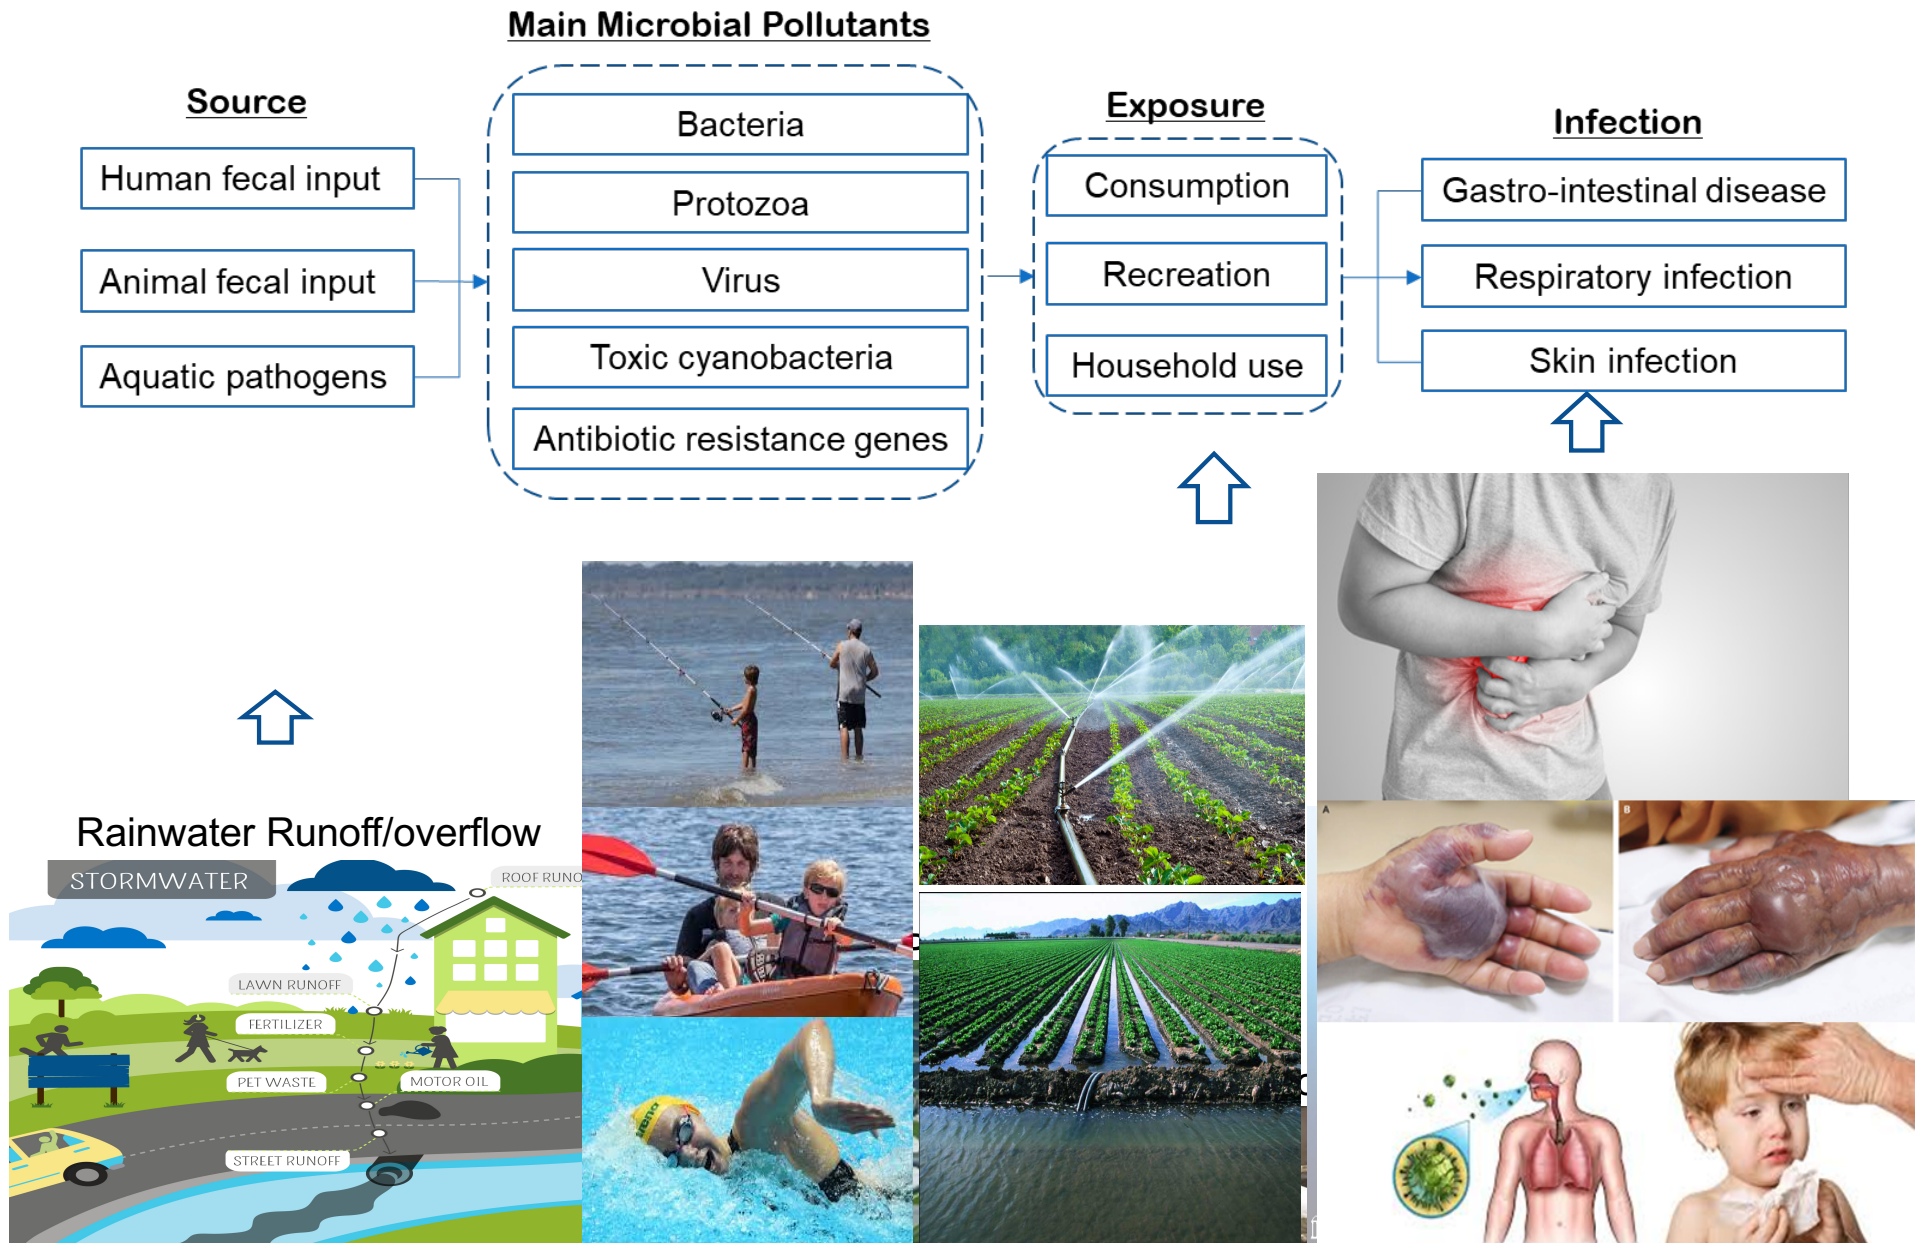 Main Microbial Pollutants
Source
Human fecal input
Animal fecal input
Aquatic pathogens
Bacteria
Protozoa
Virus
Toxic cyanobacteria
Antibiotic resistance genes
Exposure
Consumption
Recreation
Household use
Infection
Gastro-intestinal disease
Respiratory infection
Skin infection
Rainwater Runoff/overflow
STORMWATER
ROOF RUNO
LAWN RUNOFF
FERTILIZER
PET WASTE
MOTOR OIL
STREET RUNOFF
arena
A
B